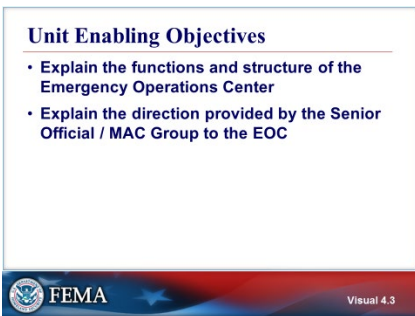 Unit Enabling Objectives
• Explain the functions and structure of the
Emergency Operations Center
• Explain the direction provided by the Senior
Official / MAC Group to the EOC
FEMA
Visual 4.3